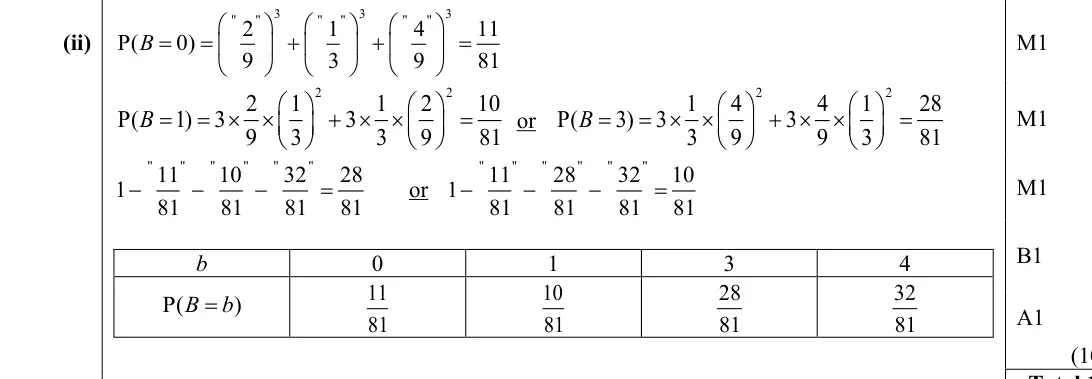 (ii) P(B = 0) = ("2/9")³ + ("1/3")³ + ("4/9")³ = 11/81 M1
P(B = 1) = 3 × 2/9 × (1/3)² + 3 × 1/3 × (2/9)² = 10/81 or P(B = 3) = 3 × 1/3 × (4/9)² + 3 × 4/9 × (1/3)² = 28/81 M1
1 − "11/81" − "10/81" − "32/81" = 28/81 or 1 − "11/81" − "28/81" − "32/81" = 10/81 M1
b 0 1 3 4 B1
P(B = b) 11/81 10/81 28/81 32/81 A1